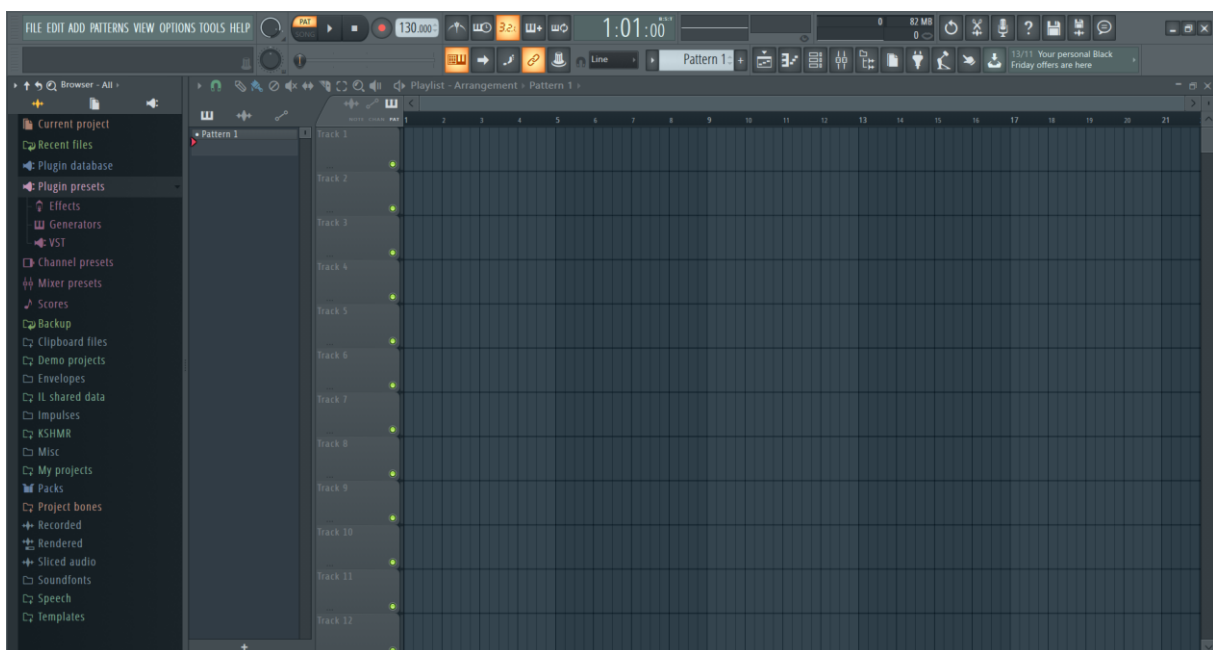 FILE EDIT ADD PATTERNS VIEW OPTIONS TOOLS HELP
PAT
SONG
130.000
3.2.1
1:01:00
M:S:T
0
82 MB
0
Line
Pattern 1
+
13/11 Your personal Black
Friday offers are here
Browser - All
Playlist - Arrangement › Pattern 1 ›
Current project
Recent files
Plugin database
Plugin presets
Effects
Generators
VST
Channel presets
Mixer presets
Scores
Backup
Clipboard files
Demo projects
Envelopes
IL shared data
Impulses
KSHMR
Misc
My projects
Packs
Project bones
Recorded
Rendered
Sliced audio
Soundfonts
Speech
Templates
Pattern 1
+
PAT
1 2 3 4 5 6 7 8 9 10 11 12 13 14 15 16 17 18 19 20 21
Track 1
Track 2
Track 3
Track 4
Track 5
Track 6
Track 7
Track 8
Track 9
Track 10
Track 11
Track 12